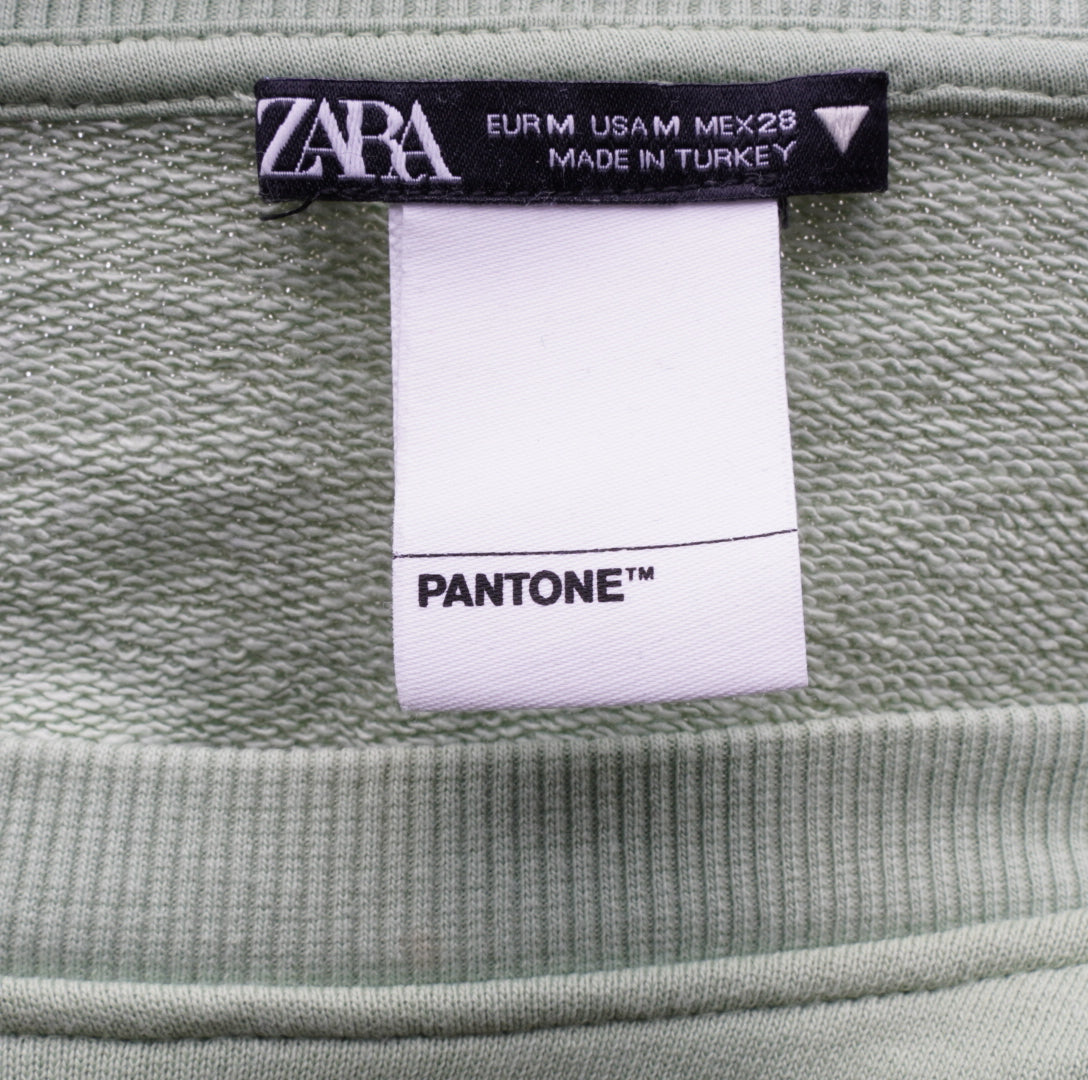 ZARA
EUR M USA M MEX 28
MADE IN TURKEY
PANTONE™